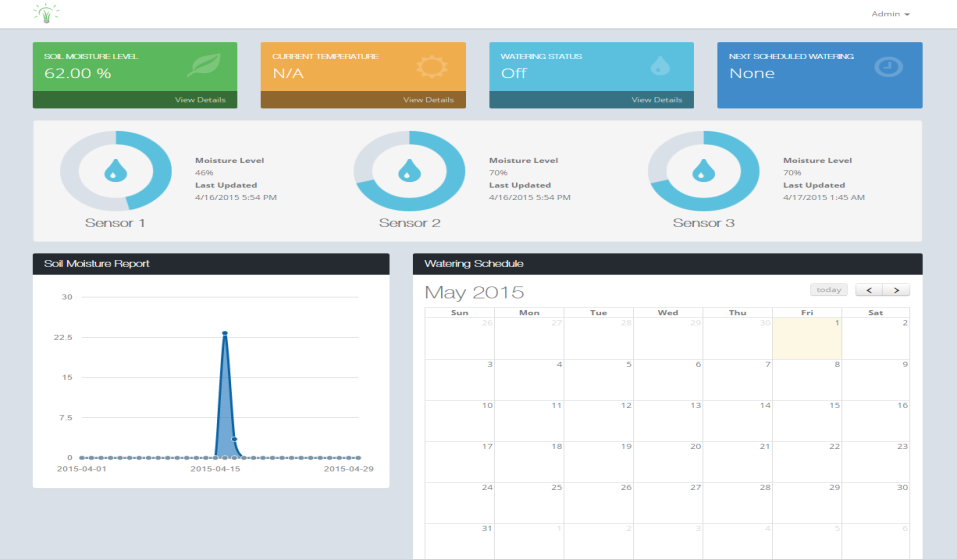 Admin
SOIL MOISTURE LEVEL
62.00 %
View Details
CURRENT TEMPERATURE
N/A
View Details
WATERING STATUS
Off
View Details
NEXT SCHEDULED WATERING
None
Moisture Level
46%
Last Updated
4/16/2015 5:54 PM
Sensor 1
Moisture Level
70%
Last Updated
4/16/2015 5:54 PM
Sensor 2
Moisture Level
70%
Last Updated
4/17/2015 1:45 AM
Sensor 3
Soil Moisture Report
30
22.5
15
7.5
0
2015-04-01 2015-04-15 2015-04-29
Watering Schedule
May 2015
today < >
Sun Mon Tue Wed Thu Fri Sat
26 27 28 29 30 1 2
3 4 5 6 7 8 9
10 11 12 13 14 15 16
17 18 19 20 21 22 23
24 25 26 27 28 29 30
31 1 2 3 4 5 6